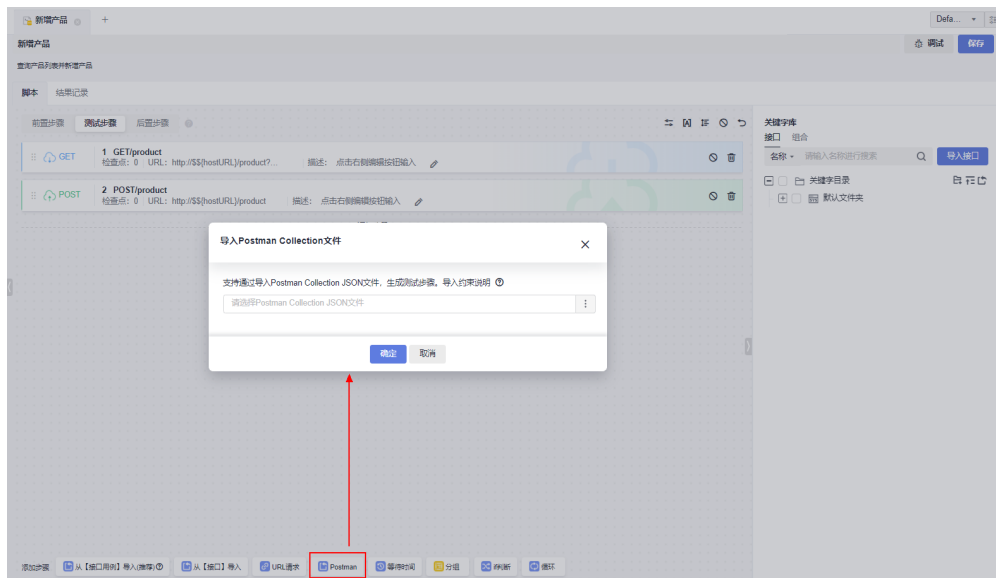 新增产品
Defa...
新增产品
调试
保存
查询产品列表并新增产品
脚本 结果记录
前置步骤 测试步骤 后置步骤
关键字库
接口 组合
名称 请输入名称进行搜索 导入接口
关键字目录
默认文件夹
GET
1 GET/product
检查点: 0 URL: http://$${hostURL}/product?... 描述: 点击右侧编辑按钮输入
POST
2 POST/product
检查点: 0 URL: http://$${hostURL}/product 描述: 点击右侧编辑按钮输入
导入Postman Collection文件
支持通过导入Postman Collection JSON文件、生成测试步骤。导入约束说明
请选择Postman Collection JSON文件
确定 取消
添加步骤 从【接口用例】导入(推荐) 从【接口】导入 URL请求 Postman 等待时间 分组 if判断 循环